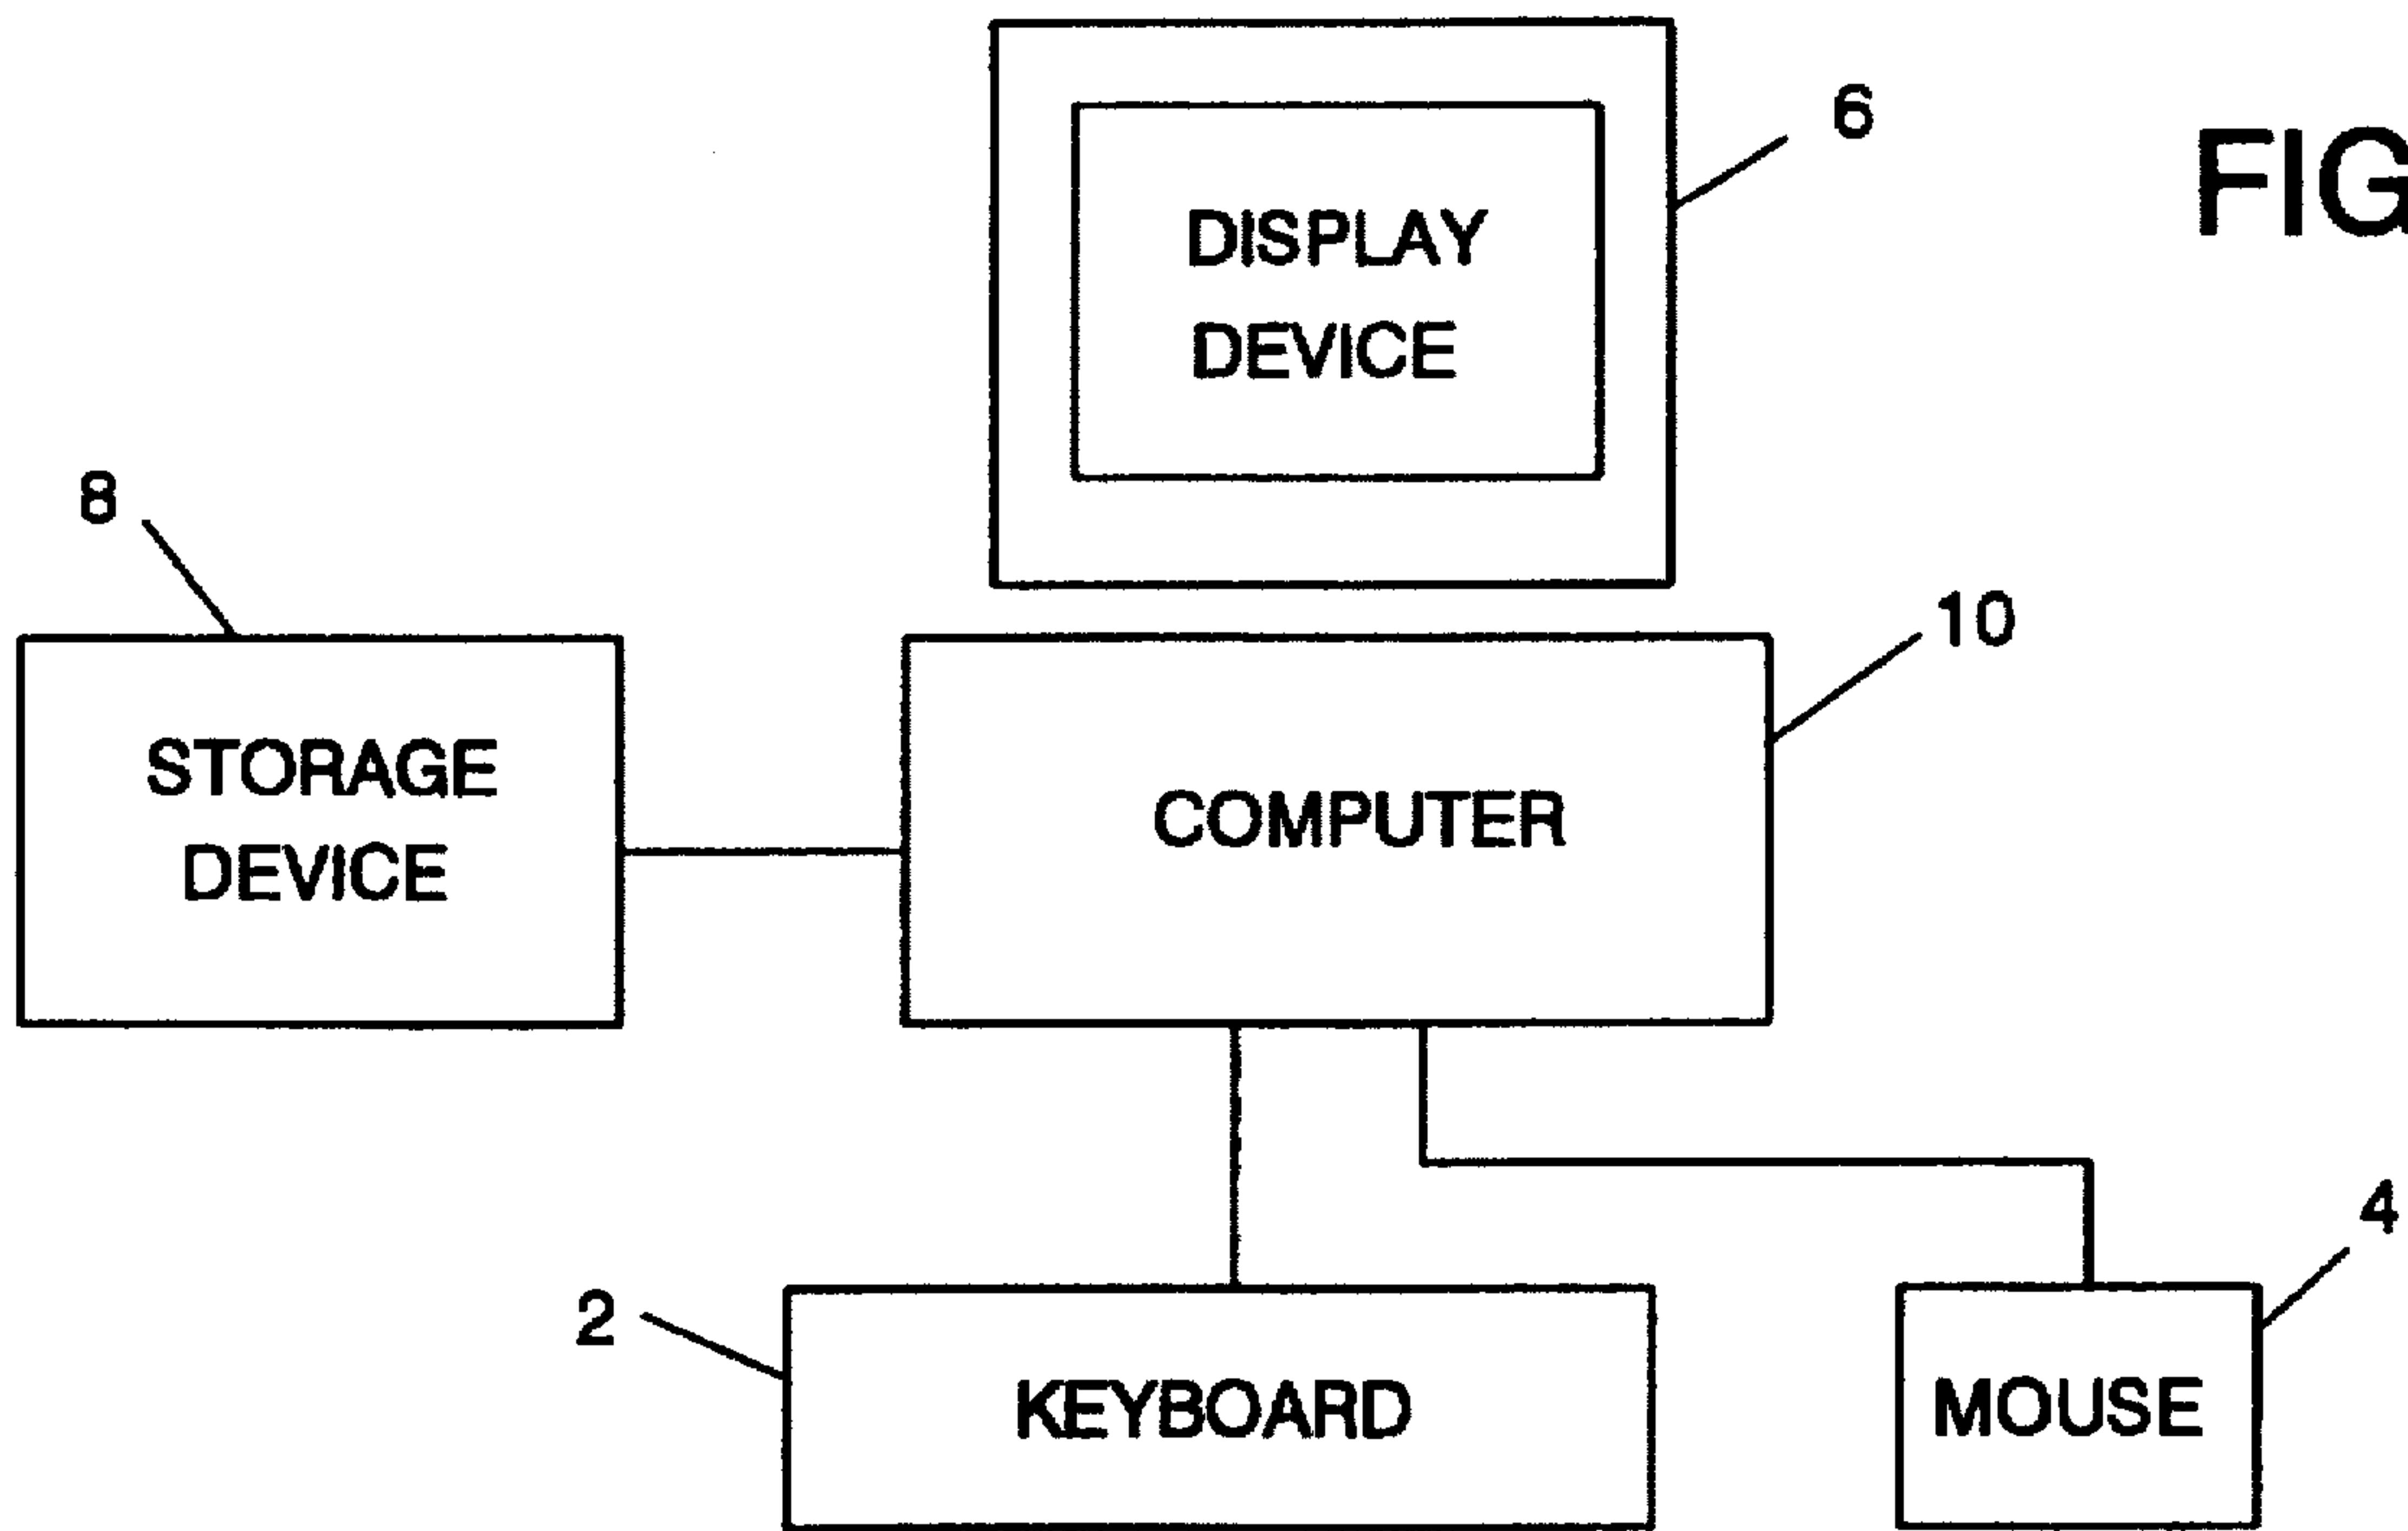 6
FIG
DISPLAY
DEVICE
8
10
STORAGE
DEVICE
COMPUTER
4
2
KEYBOARD
MOUSE